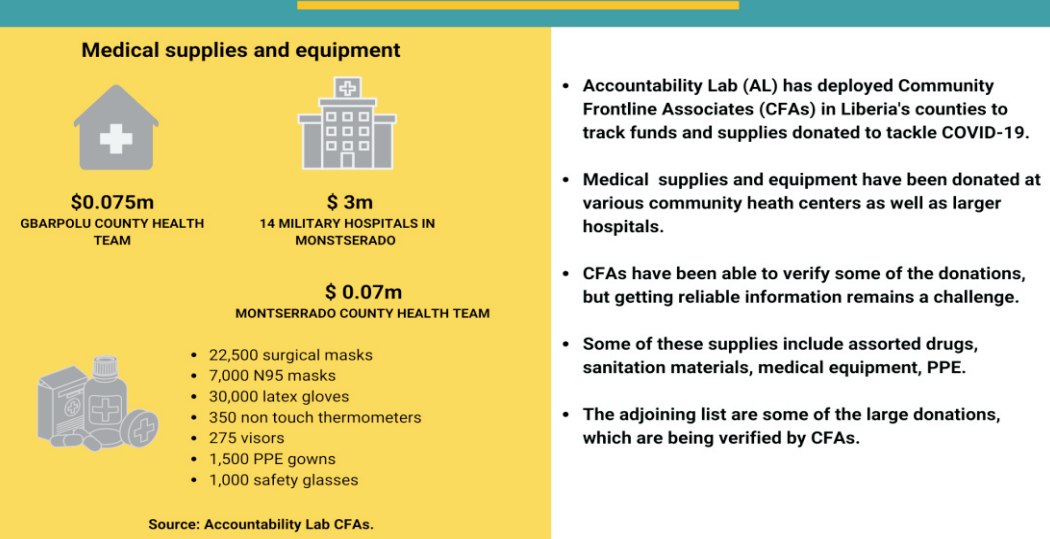 Medical supplies and equipment
$0.075m
GBARPOLU COUNTY HEALTH
TEAM
$ 3m
14 MILITARY HOSPITALS IN
MONSTSERADO
$ 0.07m
MONTSERRADO COUNTY HEALTH TEAM
• 22,500 surgical masks
• 7,000 N95 masks
• 30,000 latex gloves
• 350 non touch thermometers
• 275 visors
• 1,500 PPE gowns
• 1,000 safety glasses
Source: Accountability Lab CFAs.
• Accountability Lab (AL) has deployed Community
Frontline Associates (CFAs) in Liberia's counties to
track funds and supplies donated to tackle COVID-19.
• Medical supplies and equipment have been donated at
various community heath centers as well as larger
hospitals.
• CFAs have been able to verify some of the donations,
but getting reliable information remains a challenge.
• Some of these supplies include assorted drugs,
sanitation materials, medical equipment, PPE.
• The adjoining list are some of the large donations,
which are being verified by CFAs.